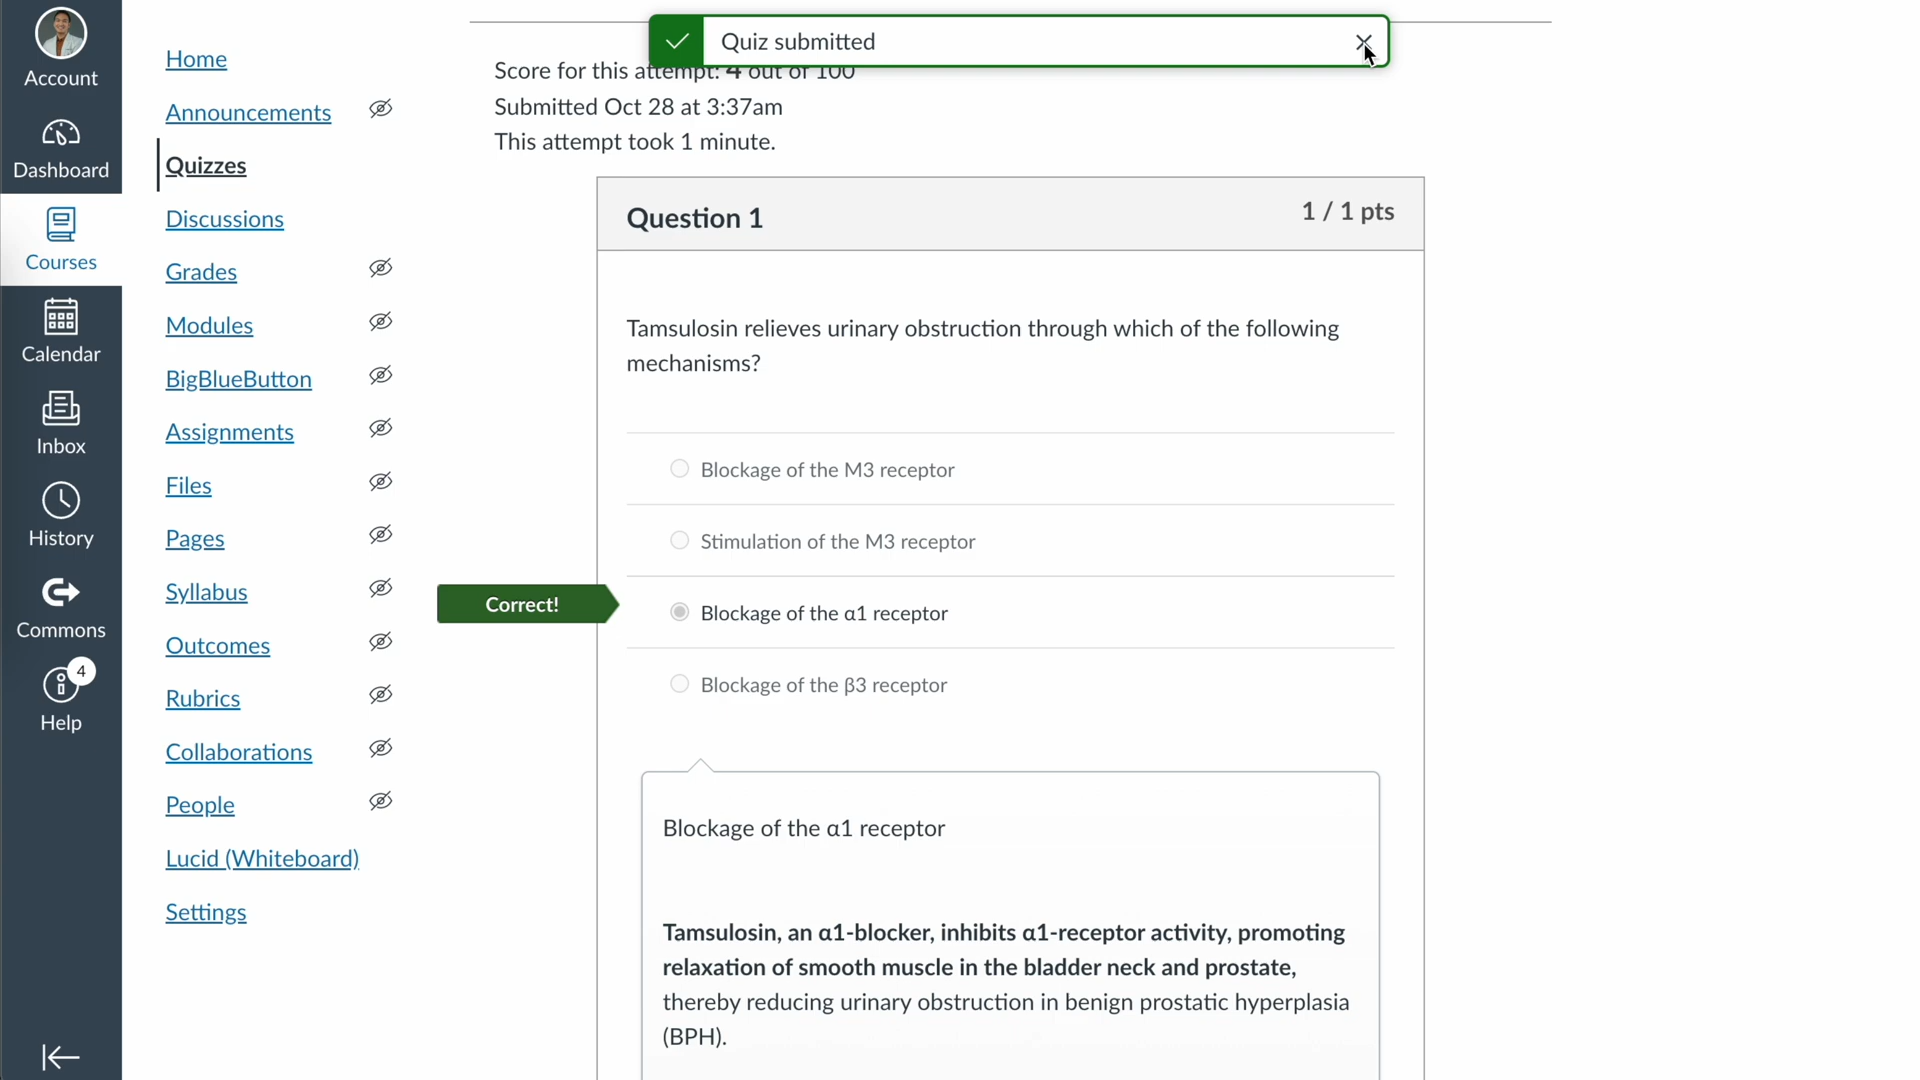 Account
Dashboard
Courses
Calendar
Inbox
History
Commons
4
Help
Home
Announcements
Quizzes
Discussions
Grades
Modules
BigBlueButton
Assignments
Files
Pages
Syllabus
Outcomes
Rubrics
Collaborations
People
Lucid (Whiteboard)
Settings
Quiz submitted
Score for this attempt: 4 out of 100
Submitted Oct 28 at 3:37am
This attempt took 1 minute.
Question 1
1 / 1 pts
Tamsulosin relieves urinary obstruction through which of the following
mechanisms?
Blockage of the M3 receptor
Stimulation of the M3 receptor
Correct!
Blockage of the α1 receptor
Blockage of the β3 receptor
Blockage of the α1 receptor
Tamsulosin, an α1-blocker, inhibits α1-receptor activity, promoting
relaxation of smooth muscle in the bladder neck and prostate,
thereby reducing urinary obstruction in benign prostatic hyperplasia
(BPH).